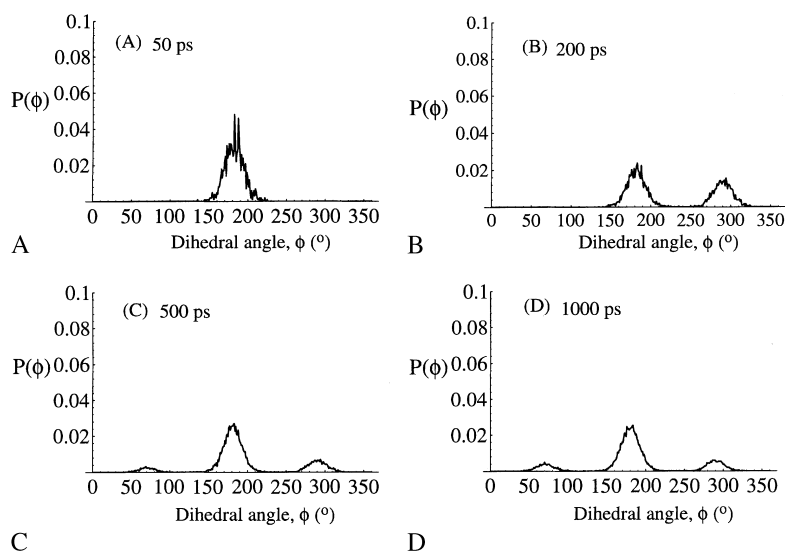 0.1
(A) 50 ps
0.08
P(ϕ)
0.06
0.04
0.02
0 50 100 150 200 250 300 350
Dihedral angle, ϕ (º)
A
0.1
(B) 200 ps
0.08
0.06
P(ϕ)
0.04
0.02
0 50 100 150 200 250 300 350
Dihedral angle, ϕ (º)
B
0.1
(C) 500 ps
0.08
P(ϕ) 0.06
0.04
0.02
0 50 100 150 200 250 300 350
Dihedral angle, ϕ (º)
C
0.1
(D) 1000 ps
0.08
P(ϕ) 0.06
0.04
0.02
0 50 100 150 200 250 300 350
Dihedral angle, ϕ (º)
D